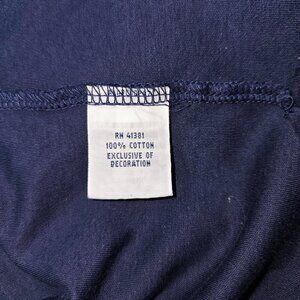 RN 41381
100% COTTON
EXCLUSIVE OF
DECORATION